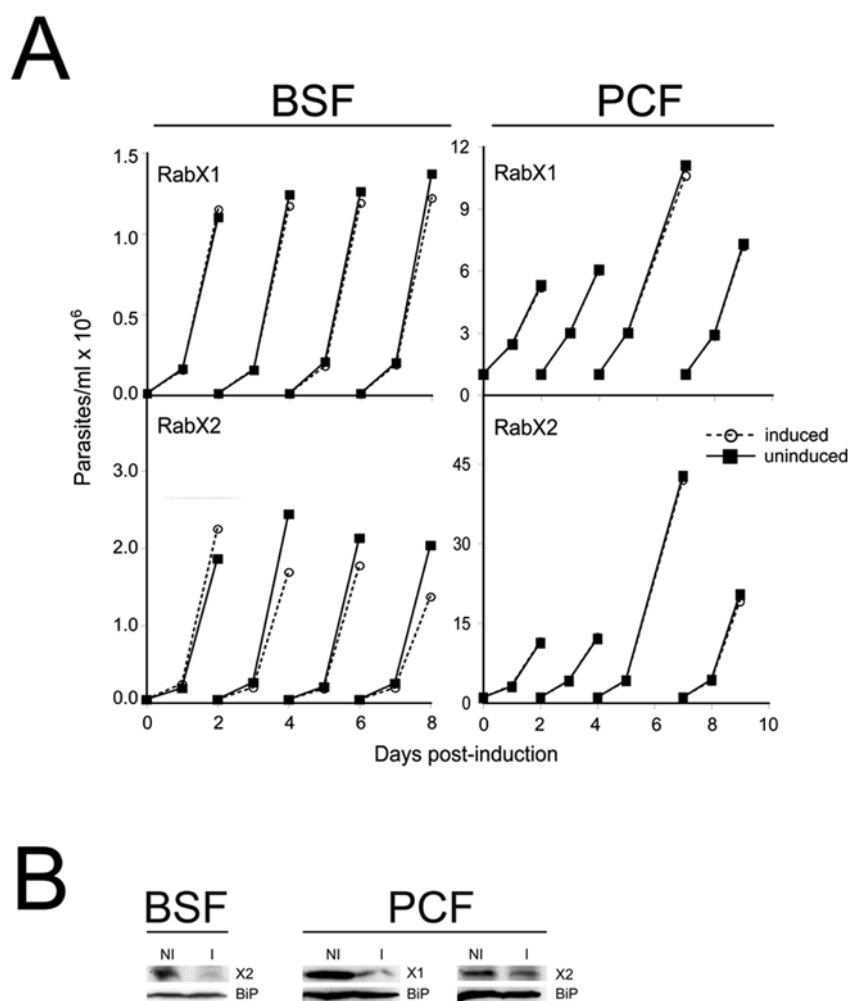 A
BSF PCF
RabX1 RabX1
1.5
1.0
0.5
0.0
12
9
6
3
0
Parasites/ml x 10⁶
RabX2 RabX2
induced
uninduced
3.0
2.0
1.0
0.0
45
30
15
0
0 2 4 6 8 0 2 4 6 8 10
Days post-induction
B
BSF PCF
NI I NI I NI I
X2 X1 X2
BiP BiP BiP